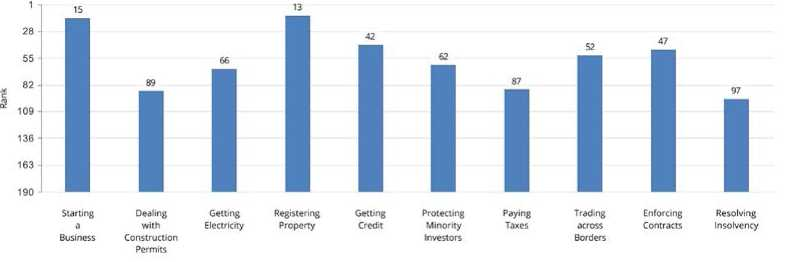 1
28
55
82
109
136
163
190
Rank
15
89
66
13
42
62
87
52
47
97
Starting
a
Business
Dealing
with
Construction
Permits
Getting
Electricity
Registering
Property
Getting
Credit
Protecting
Minority
Investors
Paying
Taxes
Trading
across
Borders
Enforcing
Contracts
Resolving
Insolvency